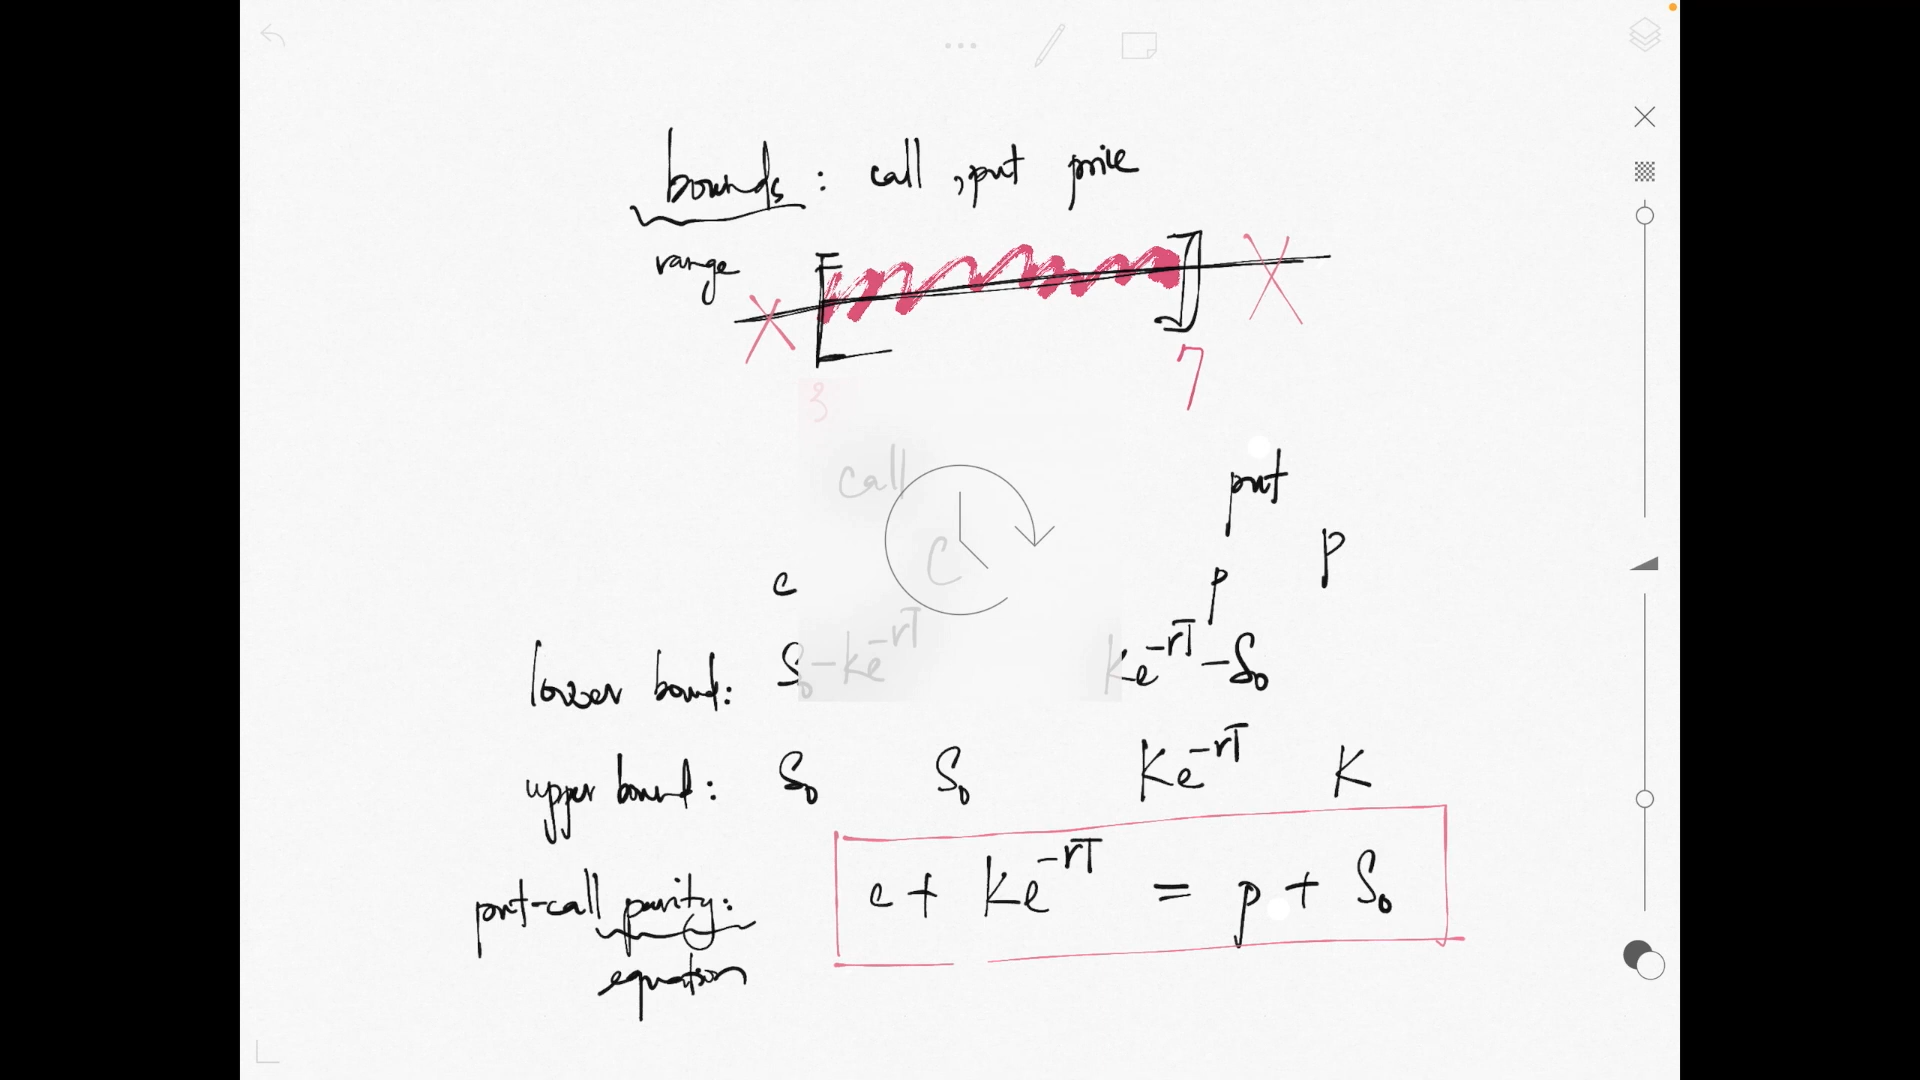 bounds: call, put price
range
3 7
call put
c C p P
lower bound: S₀-Ke^-rT Ke^-rT-S₀
upper bound: S₀ S₀ Ke^-rT K
put-call parity: c+ Ke^-rT = p+ S₀
equation